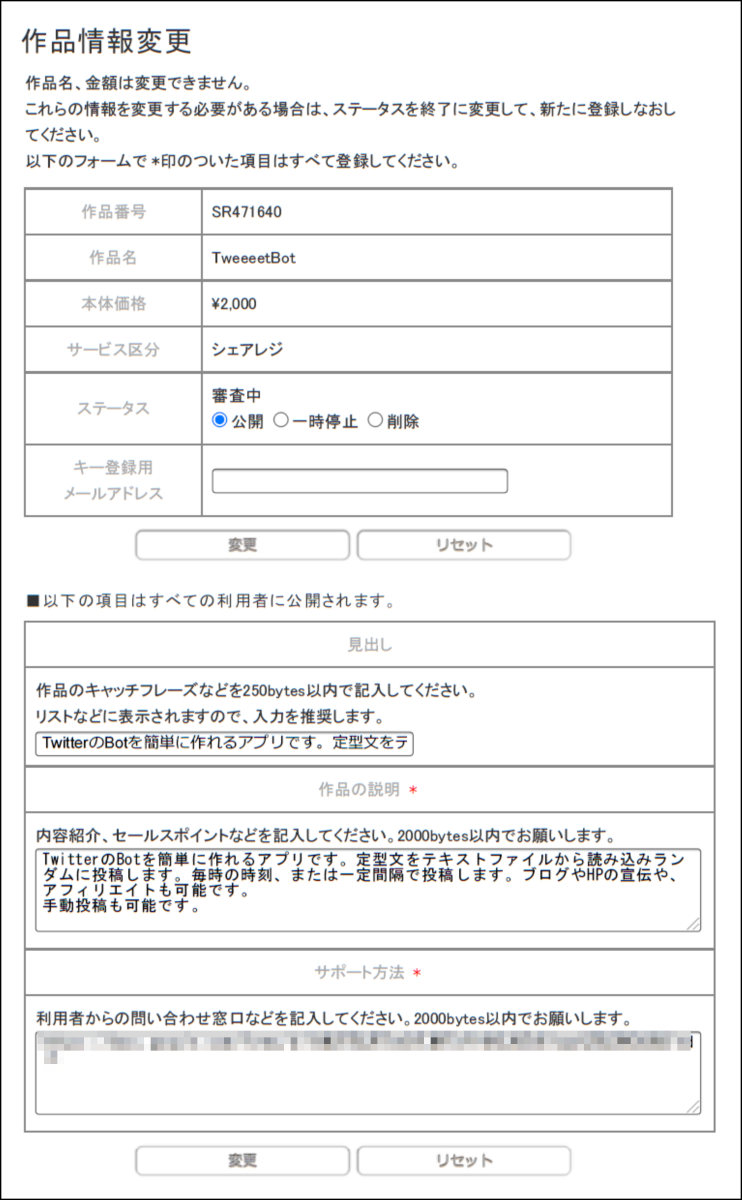 作品情報変更
作品名、金額は変更できません。
これらの情報を変更する必要がある場合は、ステータスを終了に変更して、新たに登録しなおし
てください。
以下のフォームで *印のついた項目はすべて登録してください。
作品番号 SR471640
作品名 TweeeetBot
本体価格 ¥2,000
サービス区分 シェアレジ
ステータス
審査中
公開 一時停止 削除
キー登録用
メールアドレス
変更 リセット
■以下の項目はすべての利用者に公開されます。
見出し
作品のキャッチフレーズなどを250bytes以内で記入してください。
リストなどに表示されますので、入力を推奨します。
TwitterのBotを簡単に作れるアプリです。定型文をテ
作品の説明 *
内容紹介、セールスポイントなどを記入してください。2000bytes以内でお願いします。
TwitterのBotを簡単に作れるアプリです。定型文をテキストファイルから読み込みラン
ダムに投稿します。毎時の時刻、または一定間隔で投稿します。ブログやHPの宣伝や、
アフィリエイトも可能です。
手動投稿も可能です。
サポート方法 *
利用者からの問い合わせ窓口などを記入してください。2000bytes以内でお願いします。
変更 リセット